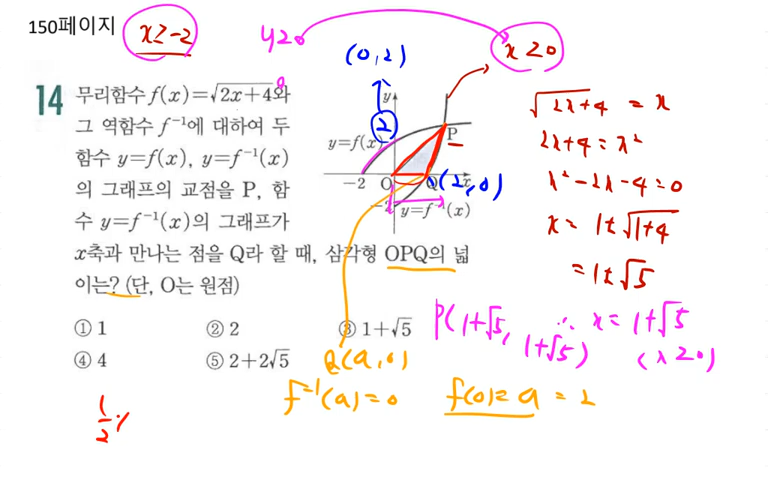 150페이지
x≥-2
y≥0
x≥0
(0,2)
14 무리함수 f(x)=√2x+4와
그 역함수 f⁻¹에 대하여 두
함수 y=f(x), y=f⁻¹(x)
의 그래프의 교점을 P, 함
수 y=f⁻¹(x)의 그래프가
x축과 만나는 점을 Q라 할 때, 삼각형 OPQ의 넓
이는? (단, O는 원점)
y
2
P
y=f(x)
-2 O Q(2,0) x
y=f⁻¹(x)
√2x+4 = x
2x+4=x²
x²-2x-4=0
x = 1±√1+4
=1±√5
∴ x=1+√5
(x≥0)
P(1+√5, 1+√5)
① 1 ② 2 ③ 1+√5
④ 4 ⑤ 2+2√5
Q(a,0)
f⁻¹(a)=0 f(0)=a=2
1/2 ×